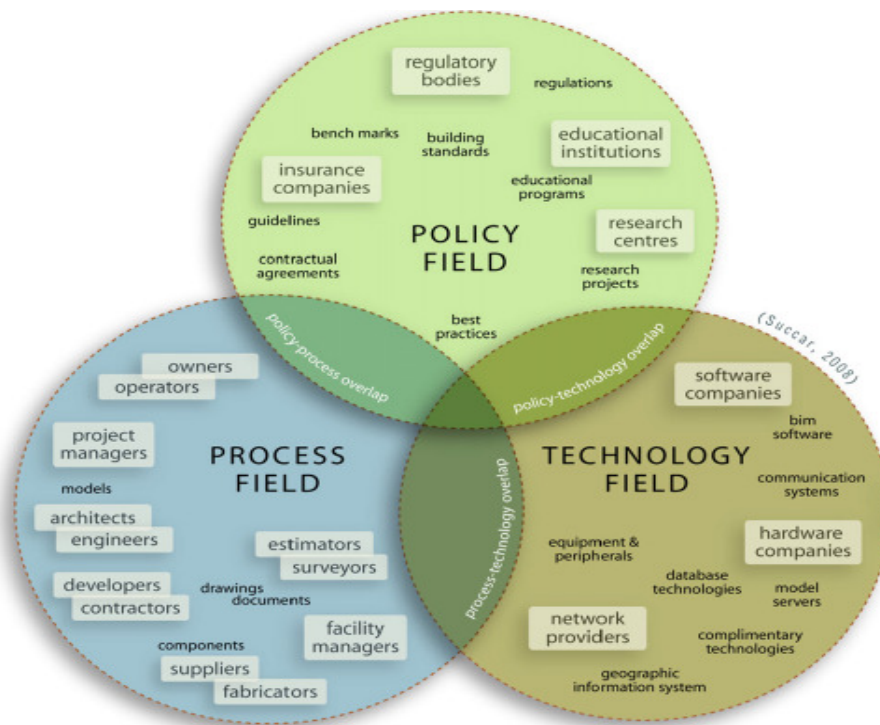 regulatory
bodies
regulations
bench marks
building
standards
educational
institutions
insurance
companies
educational
programs
guidelines
POLICY
FIELD
research
centres
contractual
agreements
research
projects
best
practices
policy-process overlap
policy-technology overlap
(Succar, 2008)
owners
operators
project
managers
PROCESS
FIELD
models
architects
engineers
estimators
surveyors
developers
contractors
drawings
documents
components
facility
managers
suppliers
fabricators
process-technology overlap
software
companies
bim
software
TECHNOLOGY
FIELD
communication
systems
equipment &
peripherals
hardware
companies
database
technologies
model
servers
network
providers
complimentary
technologies
geographic
information system